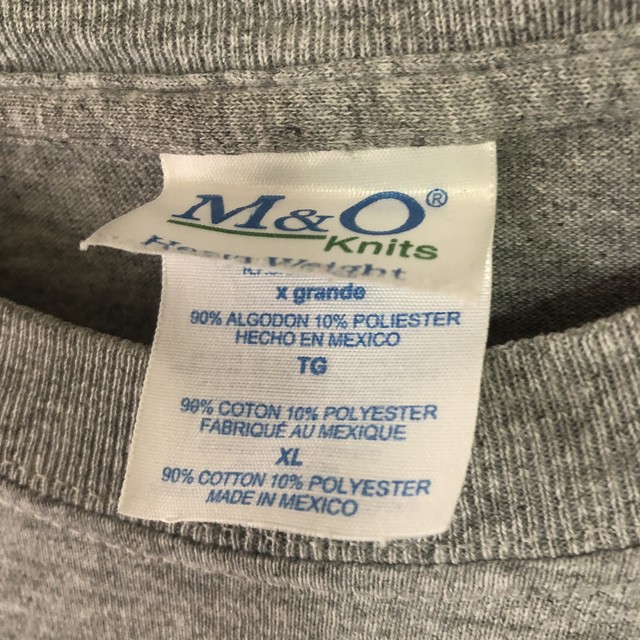 M&O®
Knits
Heavy Weight
x grande
90% ALGODON 10% POLIESTER
HECHO EN MEXICO
TG
90% COTON 10% POLYESTER
FABRIQUÉ AU MEXIQUE
XL
90% COTTON 10% POLYESTER
MADE IN MEXICO